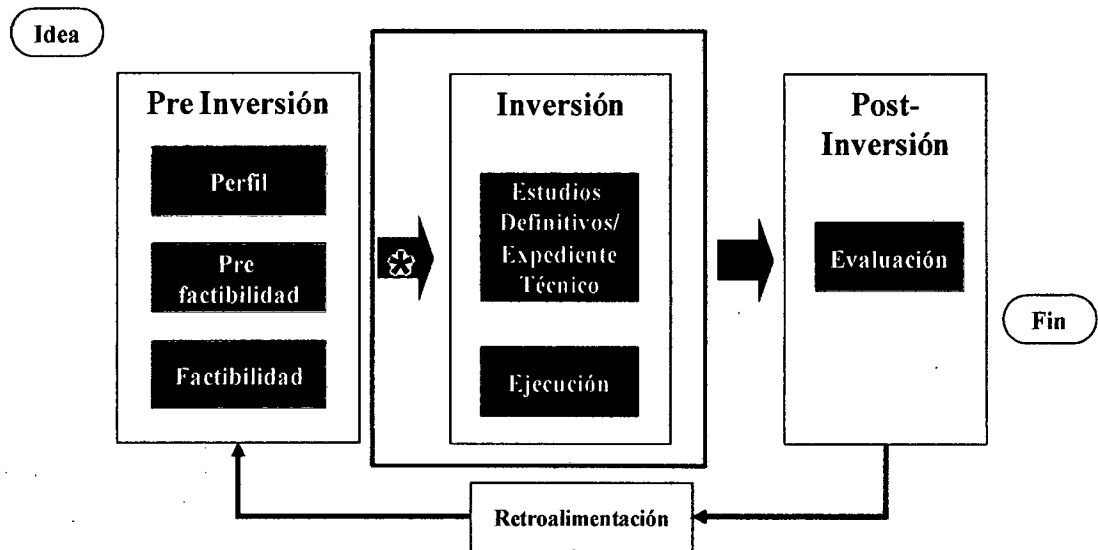 Idea
Pre Inversión
Perfil
Pre
factibilidad
Factibilidad
*
Inversión
Estudios
Definitivos/
Expediente
Técnico
Ejecución
Post-
Inversión
Evaluación
Fin
Retroalimentación